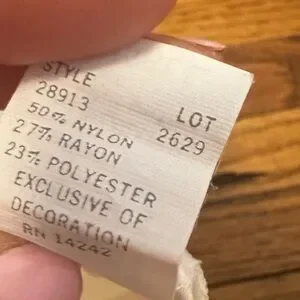 STYLE
28913 LOT
50% NYLON 2629
27% RAYON
23% POLYESTER
EXCLUSIVE OF
DECORATION
RN 14242